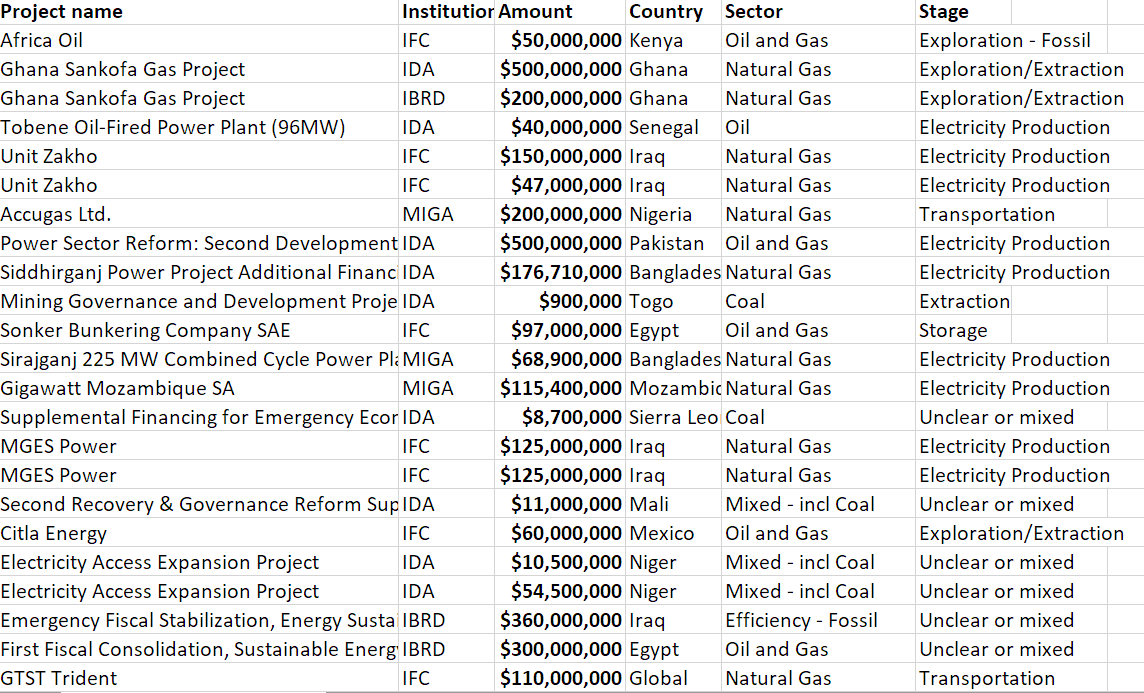 Project name Institution Amount Country Sector Stage
Africa Oil IFC $50,000,000 Kenya Oil and Gas Exploration - Fossil
Ghana Sankofa Gas Project IDA $500,000,000 Ghana Natural Gas Exploration/Extraction
Ghana Sankofa Gas Project IBRD $200,000,000 Ghana Natural Gas Exploration/Extraction
Tobene Oil-Fired Power Plant (96MW) IDA $40,000,000 Senegal Oil Electricity Production
Unit Zakho IFC $150,000,000 Iraq Natural Gas Electricity Production
Unit Zakho IFC $47,000,000 Iraq Natural Gas Electricity Production
Accugas Ltd. MIGA $200,000,000 Nigeria Natural Gas Transportation
Power Sector Reform: Second Development IDA $500,000,000 Pakistan Oil and Gas Electricity Production
Siddhirganj Power Project Additional Financ IDA $176,710,000 Banglades Natural Gas Electricity Production
Mining Governance and Development Proje IDA $900,000 Togo Coal Extraction
Sonker Bunkering Company SAE IFC $97,000,000 Egypt Oil and Gas Storage
Sirajganj 225 MW Combined Cycle Power Pla MIGA $68,900,000 Banglades Natural Gas Electricity Production
Gigawatt Mozambique SA MIGA $115,400,000 Mozambic Natural Gas Electricity Production
Supplemental Financing for Emergency Econ IDA $8,700,000 Sierra Leo Coal Unclear or mixed
MGES Power IFC $125,000,000 Iraq Natural Gas Electricity Production
MGES Power IFC $125,000,000 Iraq Natural Gas Electricity Production
Second Recovery & Governance Reform Sup IDA $11,000,000 Mali Mixed - incl Coal Unclear or mixed
Citla Energy IFC $60,000,000 Mexico Oil and Gas Exploration/Extraction
Electricity Access Expansion Project IDA $10,500,000 Niger Mixed - incl Coal Unclear or mixed
Electricity Access Expansion Project IDA $54,500,000 Niger Mixed - incl Coal Unclear or mixed
Emergency Fiscal Stabilization, Energy Susta IBRD $360,000,000 Iraq Efficiency - Fossil Unclear or mixed
First Fiscal Consolidation, Sustainable Energ IBRD $300,000,000 Egypt Oil and Gas Unclear or mixed
GTST Trident IFC $110,000,000 Global Natural Gas Transportation